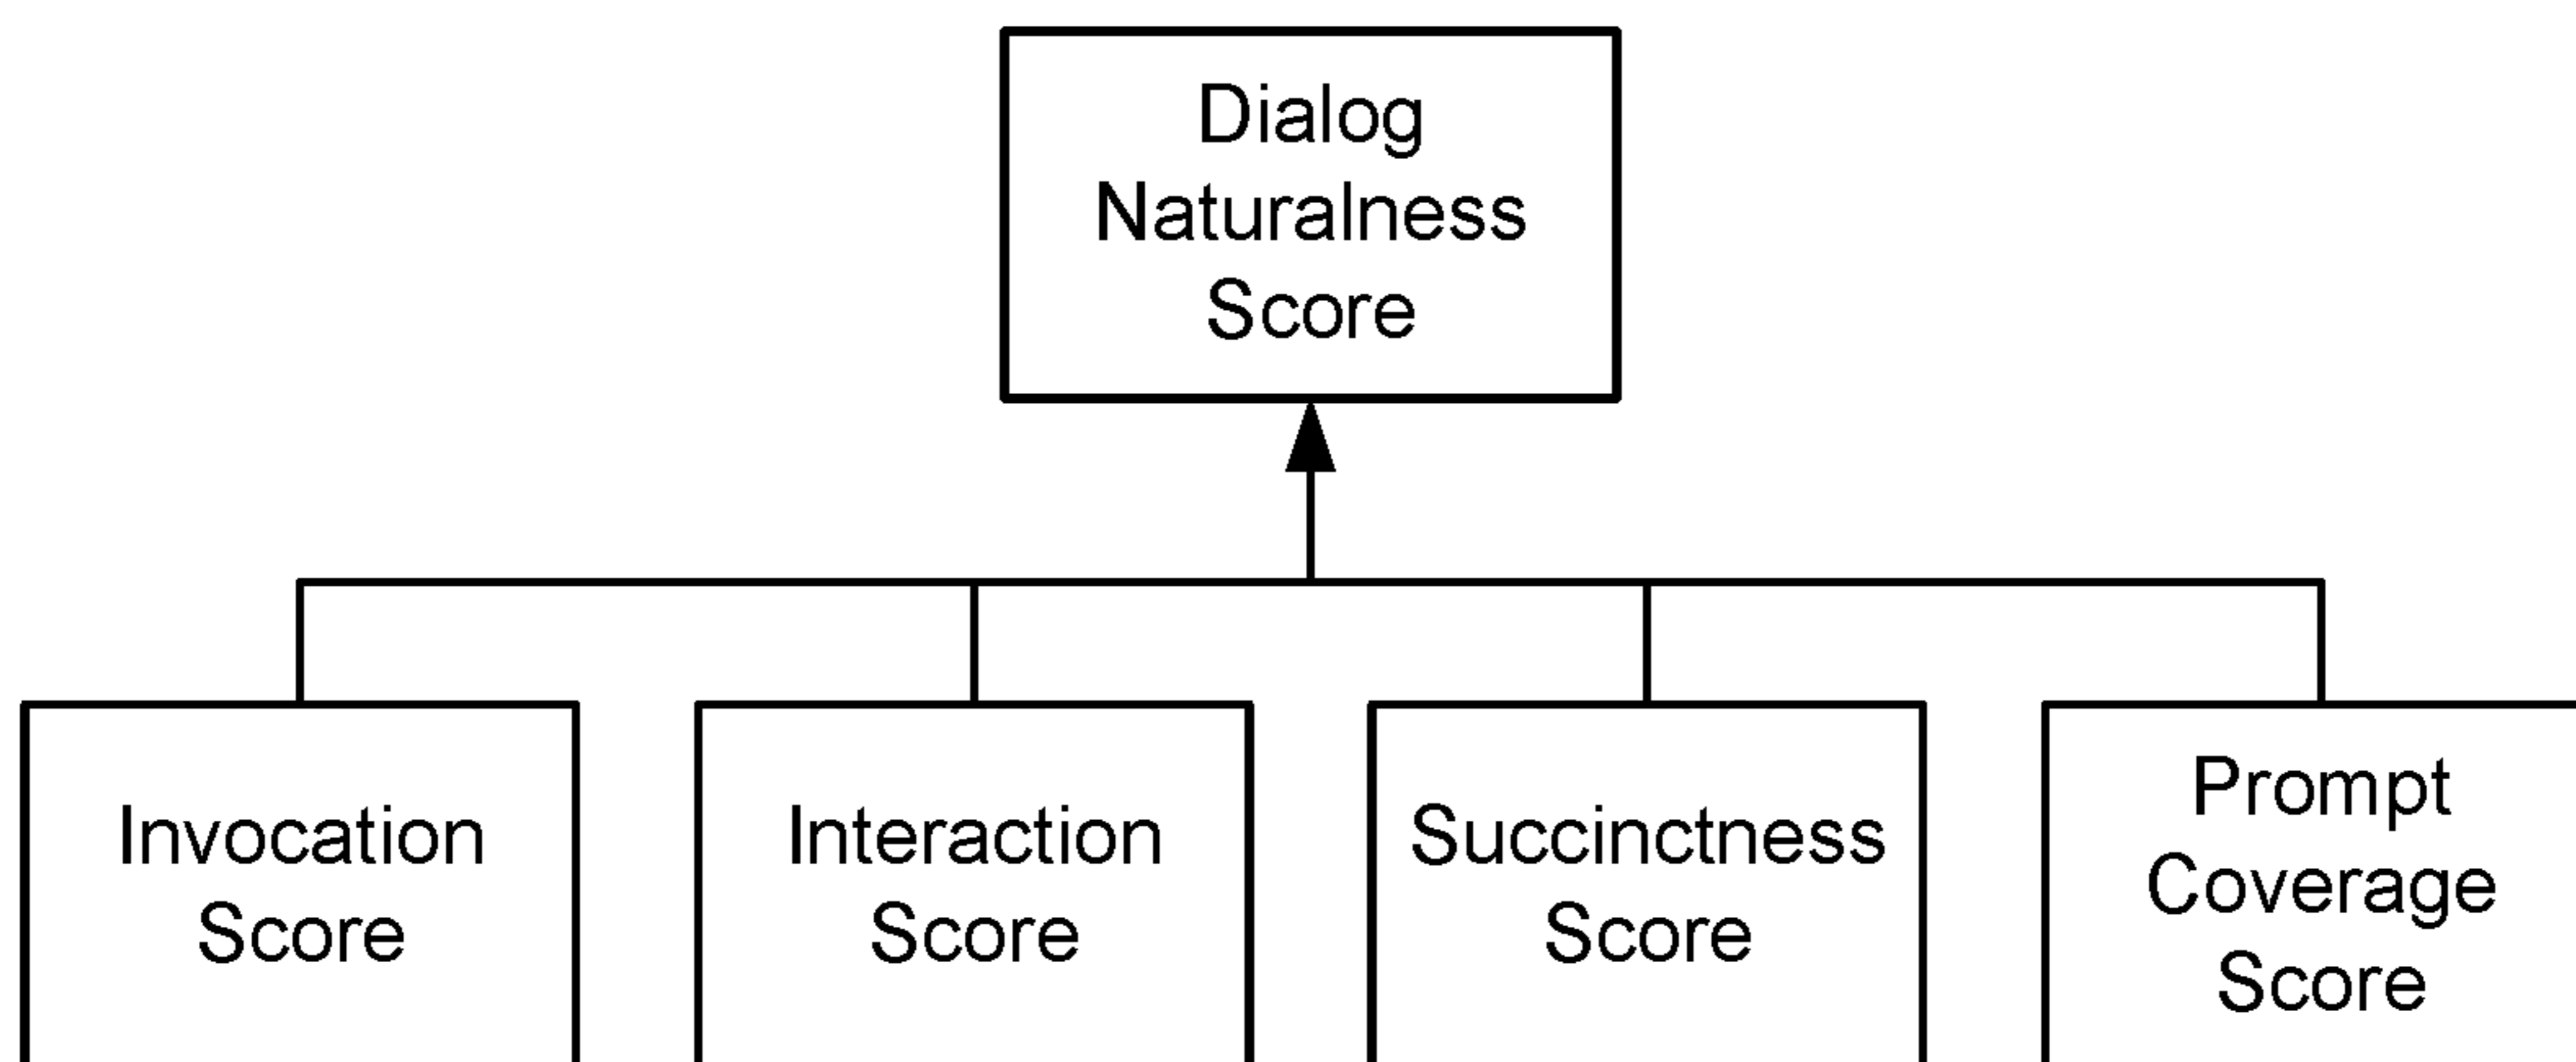 Dialog
Naturalness
Score
Invocation
Score
Interaction
Score
Succinctness
Score
Prompt
Coverage
Score